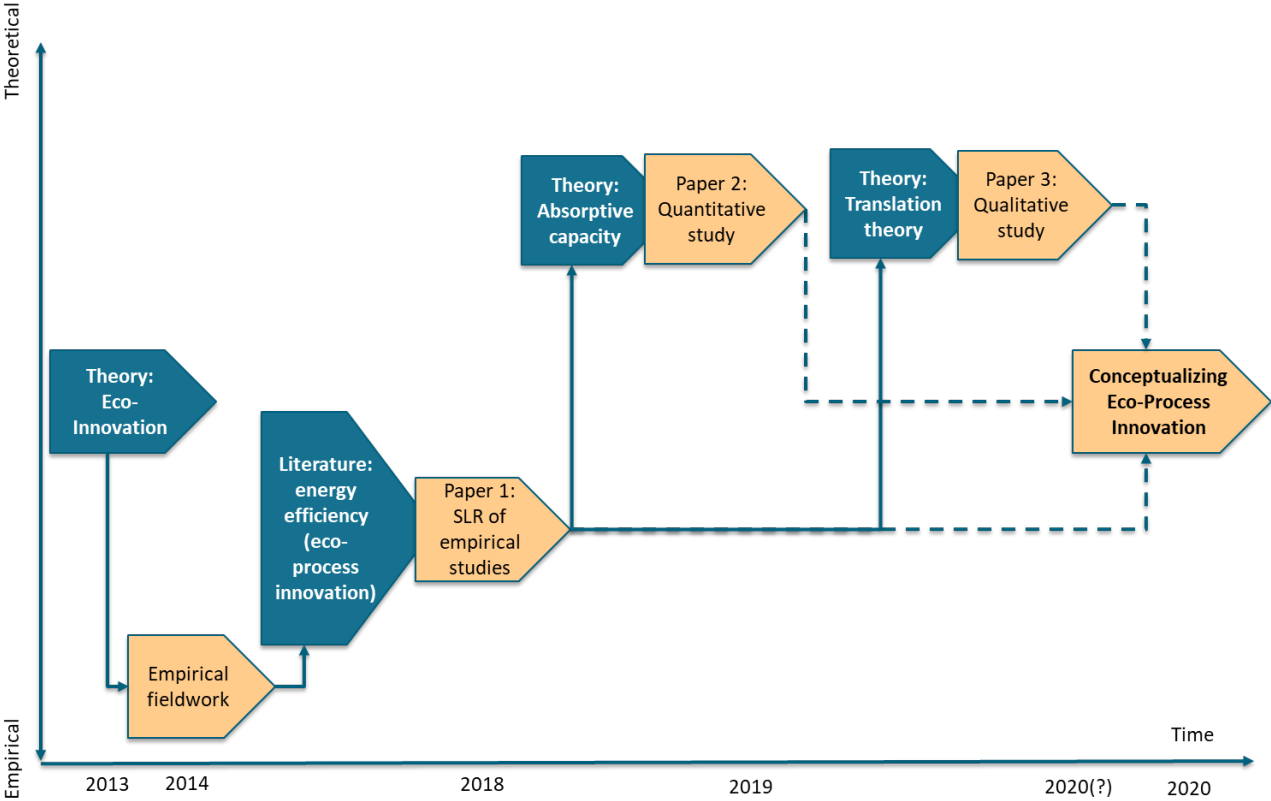 Theoretical
Theory:
Absorptive
capacity
Paper 2:
Quantitative
study
Theory:
Translation
theory
Paper 3:
Qualitative
study
Theory:
Eco-
Innovation
Conceptualizing
Eco-Process
Innovation
Literature:
energy
efficiency
(eco-
process
innovation)
Paper 1:
SLR of
empirical
studies
Empirical
fieldwork
Empirical
Time
2013
2014
2018
2019
2020(?)
2020